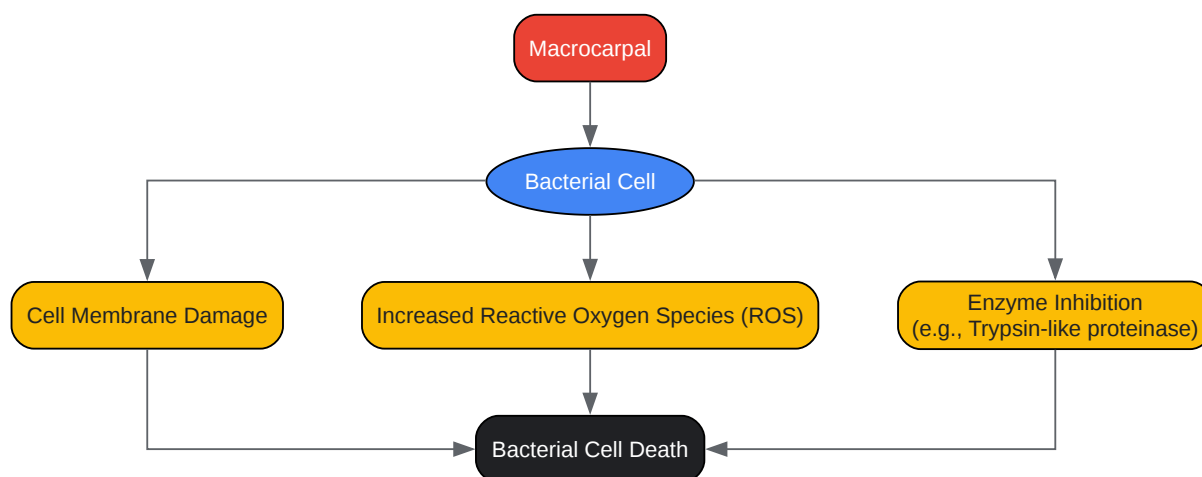 Macrocarpal
Bacterial Cell
Cell Membrane Damage
Increased Reactive Oxygen Species (ROS)
Enzyme Inhibition
(e.g., Trypsin-like proteinase)
Bacterial Cell Death